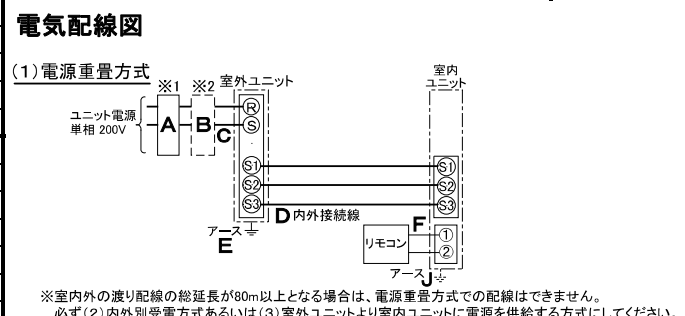 電気配線図
(1)電源重畳方式
※1 ※2 室外ユニット
室内
ユニット
ユニット電源
単相 200V
A B C
R
S
S1 S1
S2 S2
S3 S3
D 内外接続線
アース
E
F
リモコン
①
②
アース J
※室内外の渡り配線の総延長が80m以上となる場合は、電源重畳方式での配線はできません。
必ず(2)内外別受電方式あるいは(3)室外ユニットより室内ユニットに電源を供給する方式にしてください。